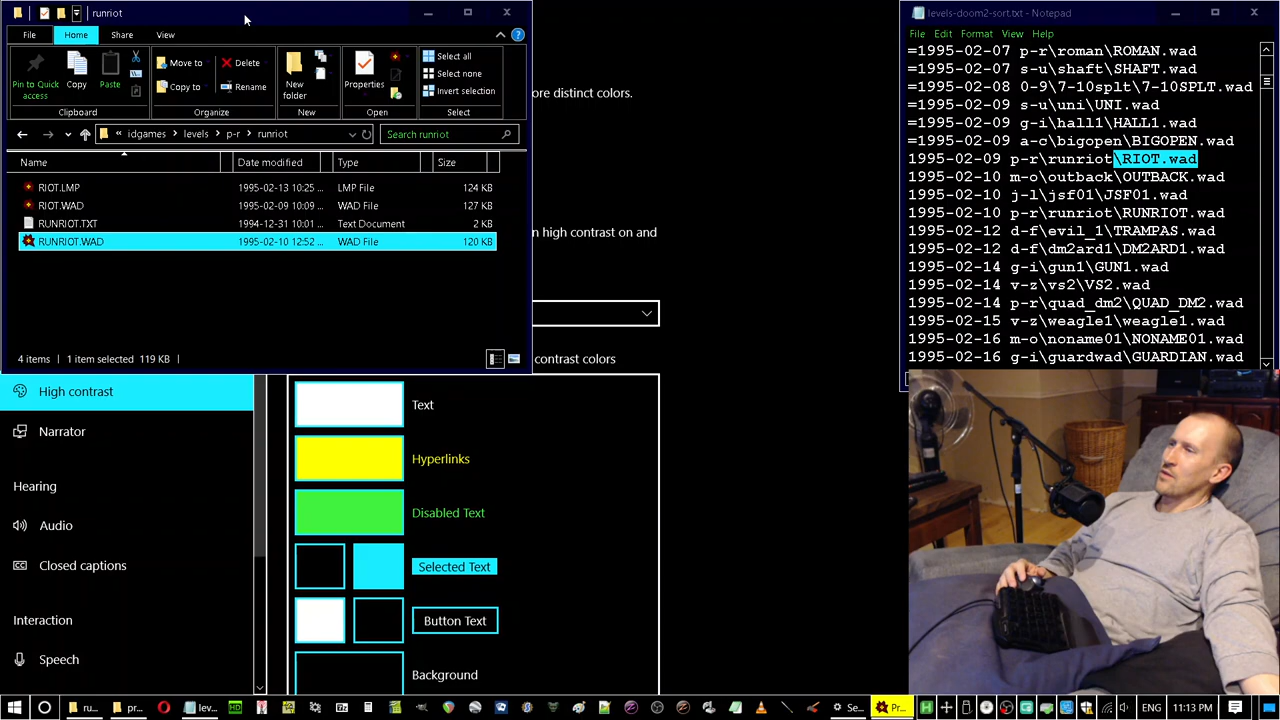 runriot
File
Home
Share
View
Pin to Quick access
Copy
Paste
Move to
Copy to
Delete
Rename
New folder
Properties
Select all
Select none
Invert selection
Clipboard
Organize
New
Open
Select
« idgames > levels > p-r > runriot
Search runriot
Name
Date modified
Type
Size
RIOT.LMP 1995-02-13 10:25 ... LMP File 124 KB
RIOT.WAD 1995-02-09 10:09 ... WAD File 127 KB
RUNRIOT.TXT 1994-12-31 10:01 ... Text Document 2 KB
RUNRIOT.WAD 1995-02-10 12:52 ... WAD File 120 KB
4 items
1 item selected 119 KB
ore distinct colors.
n high contrast on and
contrast colors
High contrast
Narrator
Hearing
Audio
Closed captions
Interaction
Speech
Text
Hyperlinks
Disabled Text
Selected Text
Button Text
Background
levels-doom2-sort.txt - Notepad
File Edit Format View Help
=1995-02-07 p-r\roman\ROMAN.wad
=1995-02-07 s-u\shaft\SHAFT.wad
=1995-02-08 0-9\7-10splt\7-10SPLT.wad
=1995-02-09 s-u\uni\UNI.wad
=1995-02-09 g-i\hall1\HALL1.wad
=1995-02-09 a-c\bigopen\BIGOPEN.wad
1995-02-09 p-r\runriot\RIOT.wad
1995-02-10 m-o\outback\OUTBACK.wad
1995-02-10 j-l\jsf01\JSF01.wad
1995-02-10 p-r\runriot\RUNRIOT.wad
1995-02-12 d-f\evil_1\TRAMPAS.wad
1995-02-12 d-f\dm2ard1\DM2ARD1.wad
1995-02-14 g-i\gun1\GUN1.wad
1995-02-14 v-z\vs2\VS2.wad
1995-02-14 p-r\quad_dm2\QUAD_DM2.wad
1995-02-15 v-z\weagle1\weagle1.wad
1995-02-16 m-o\noname01\NONAME01.wad
1995-02-16 g-i\guardwad\GUARDIAN.wad
ru...
pr...
lev...
Se...
Pr...
ENG
11:13 PM